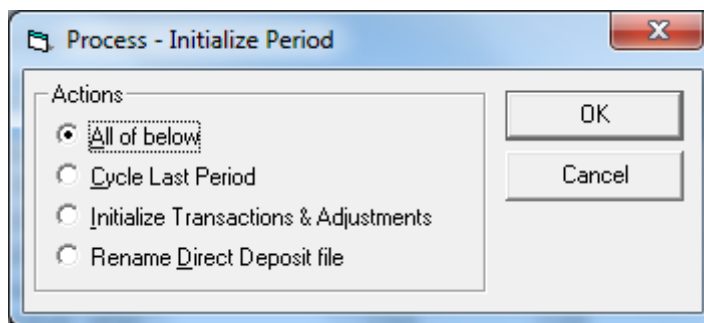 Process - Initialize Period
Actions
All of below
Cycle Last Period
Initialize Transactions & Adjustments
Rename Direct Deposit file
OK
Cancel